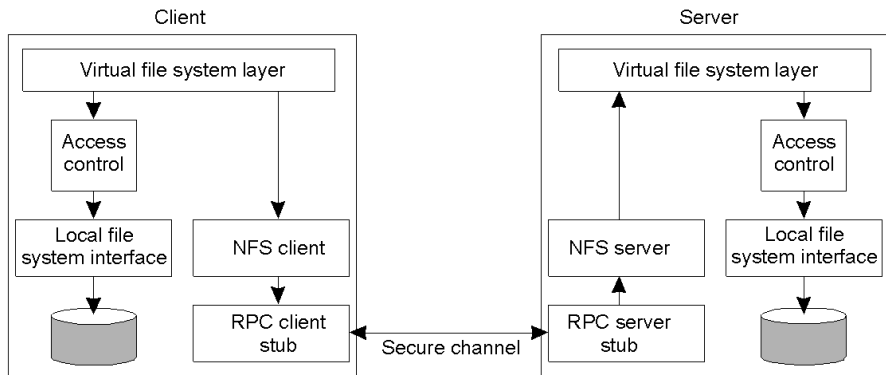 Client
Server
Virtual file system layer
Virtual file system layer
Access
control
Access
control
Local file
system interface
NFS client
NFS server
Local file
system interface
RPC client
stub
Secure channel
RPC server
stub